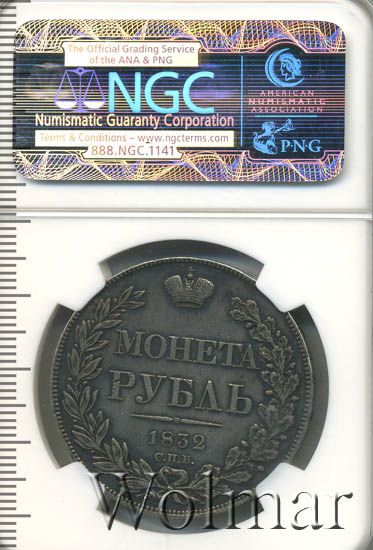 The Official Grading Service
of the ANA & PNG
NGC
Numismatic Guaranty Corporation
Terms & Conditions – www.ngcterms.com
888.NGC.1141
AMERICAN
NUMISMATIC
ASSOCIATION
P·N·G
МОНЕТА
РУБЛЬ
1832
С.П.Б.
Wolmar